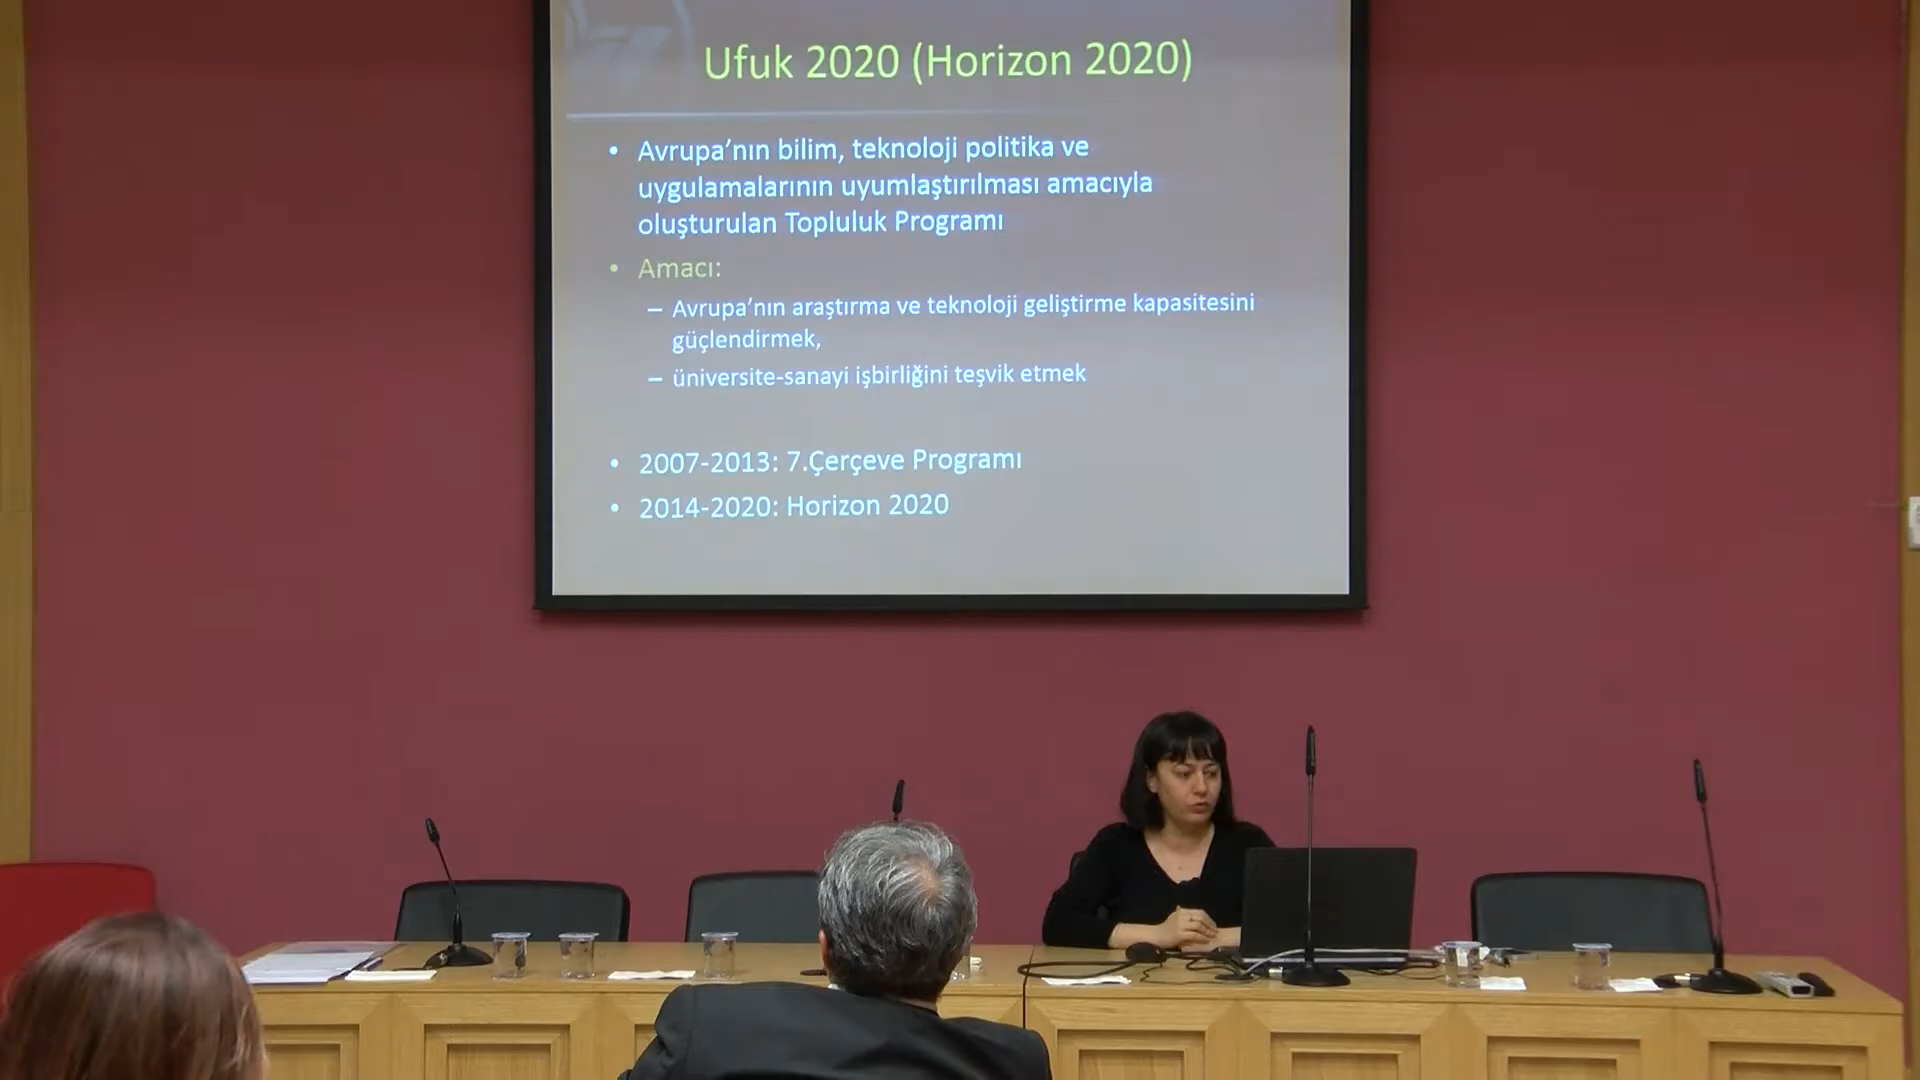 Ufuk 2020 (Horizon 2020)
• Avrupa’nın bilim, teknoloji politika ve
uygulamalarının uyumlaştırılması amacıyla
oluşturulan Topluluk Programı
• Amacı:
– Avrupa’nın araştırma ve teknoloji geliştirme kapasitesini
güçlendirmek,
– üniversite-sanayi işbirliğini teşvik etmek
• 2007-2013: 7.Çerçeve Programı
• 2014-2020: Horizon 2020